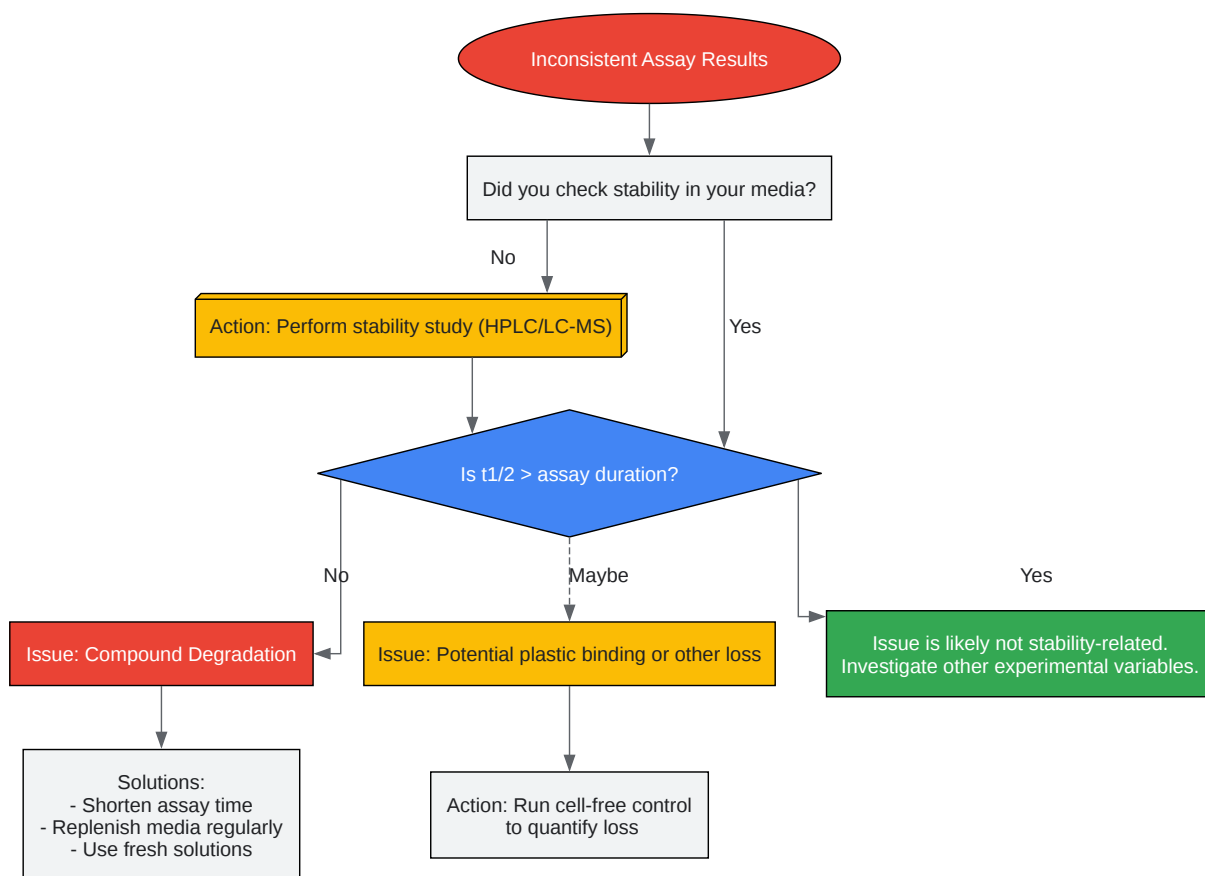 Inconsistent Assay Results
Did you check stability in your media?
No
Action: Perform stability study (HPLC/LC-MS)
Yes
Is t1/2 > assay duration?
No
Maybe
Yes
Issue: Compound Degradation
Issue: Potential plastic binding or other loss
Issue is likely not stability-related.
Investigate other experimental variables.
Solutions:
- Shorten assay time
- Replenish media regularly
- Use fresh solutions
Action: Run cell-free control
to quantify loss